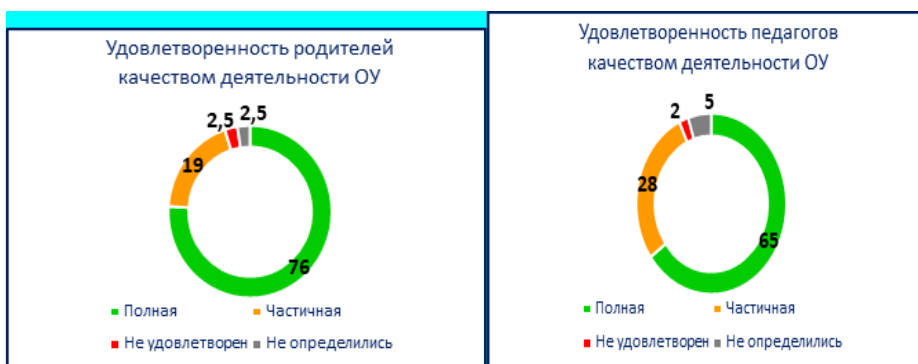 Удовлетворенность родителей
качеством деятельности ОУ
2,5
2,5
19
76
Полная
Частичная
Не удовлетворен
Не определились
Удовлетворенность педагогов
качеством деятельности ОУ
2
5
28
65
Полная
Частичная
Не удовлетворен
Не определились